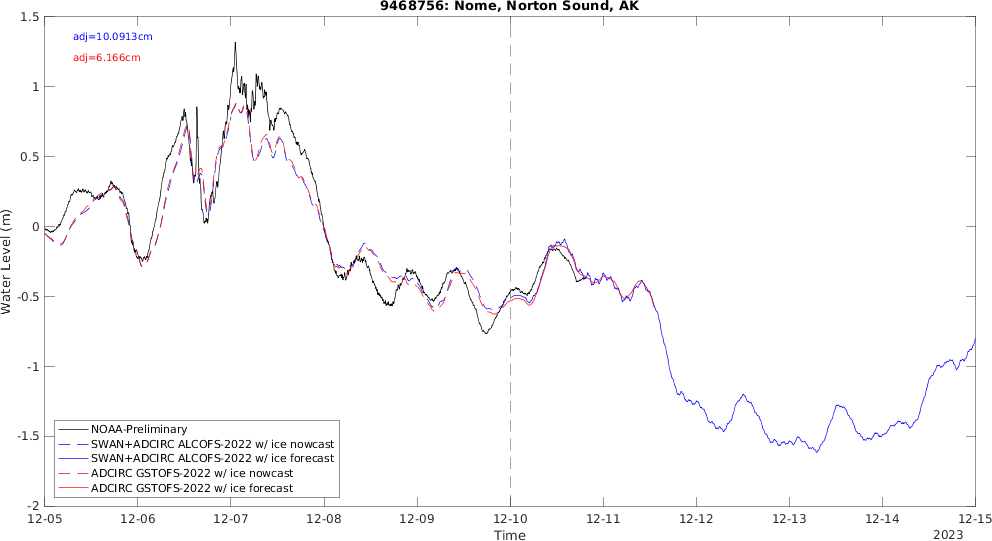 9468756: Nome, Norton Sound, AK
adj=10.0913cm
adj=6.166cm
1.5
1
0.5
0
-0.5
-1
-1.5
-2
Water Level (m)
NOAA-Preliminary
SWAN+ADCIRC ALCOFS-2022 w/ ice nowcast
SWAN+ADCIRC ALCOFS-2022 w/ ice forecast
ADCIRC GSTOFS-2022 w/ ice nowcast
ADCIRC GSTOFS-2022 w/ ice forecast
12-05 12-06 12-07 12-08 12-09 12-10 12-11 12-12 12-13 12-14 12-15
Time
2023